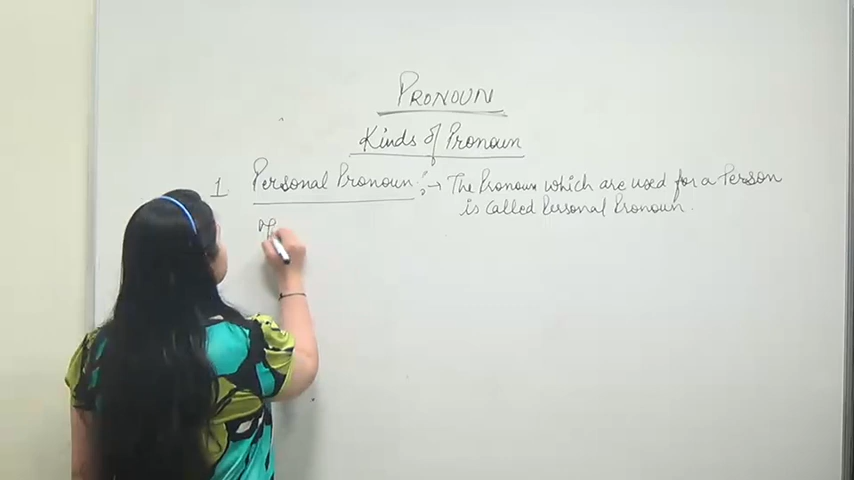 PRONOUN
Kinds of Pronoun
1. Personal Pronoun :→ The Pronoun which are used for a Person
is called Personal Pronoun.